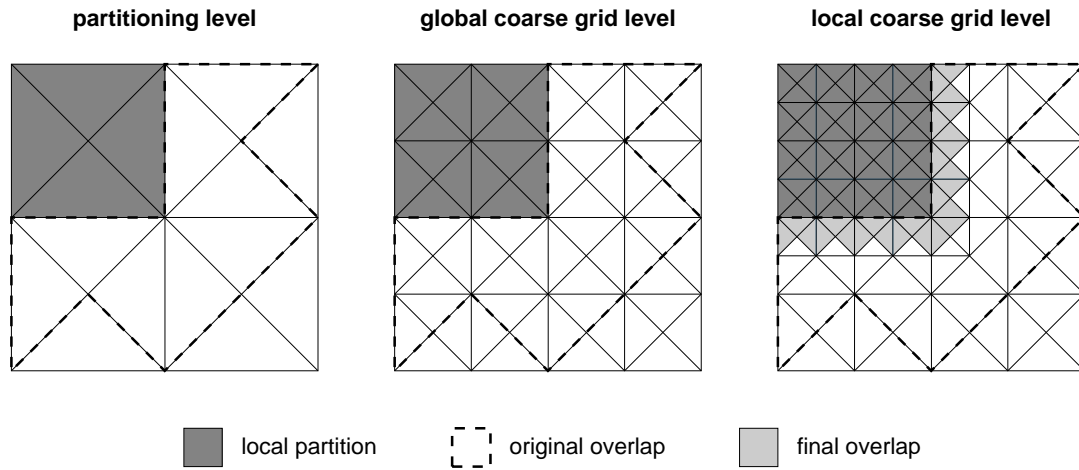 partitioning level
global coarse grid level
local coarse grid level
local partition
original overlap
final overlap